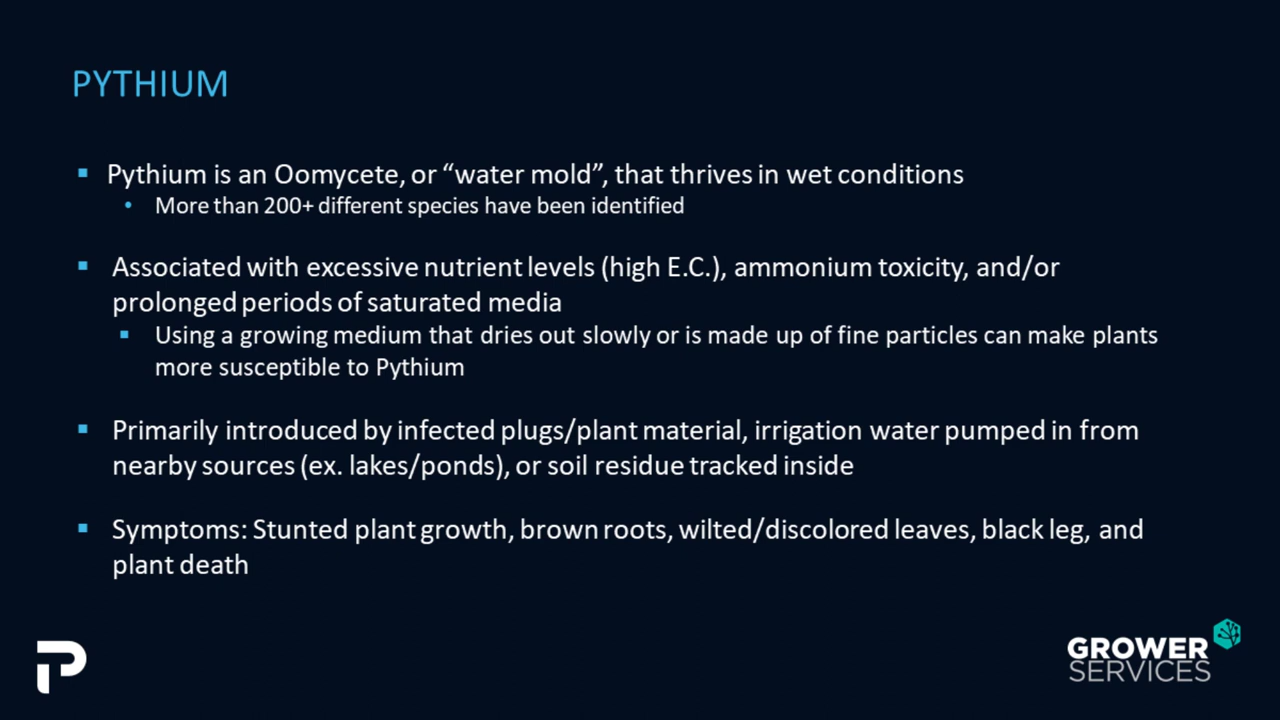 PYTHIUM
Pythium is an Oomycete, or “water mold”, that thrives in wet conditions
More than 200+ different species have been identified
Associated with excessive nutrient levels (high E.C.), ammonium toxicity, and/or
prolonged periods of saturated media
Using a growing medium that dries out slowly or is made up of fine particles can make plants
more susceptible to Pythium
Primarily introduced by infected plugs/plant material, irrigation water pumped in from
nearby sources (ex. lakes/ponds), or soil residue tracked inside
Symptoms: Stunted plant growth, brown roots, wilted/discolored leaves, black leg, and
plant death
P
GROWER
SERVICES